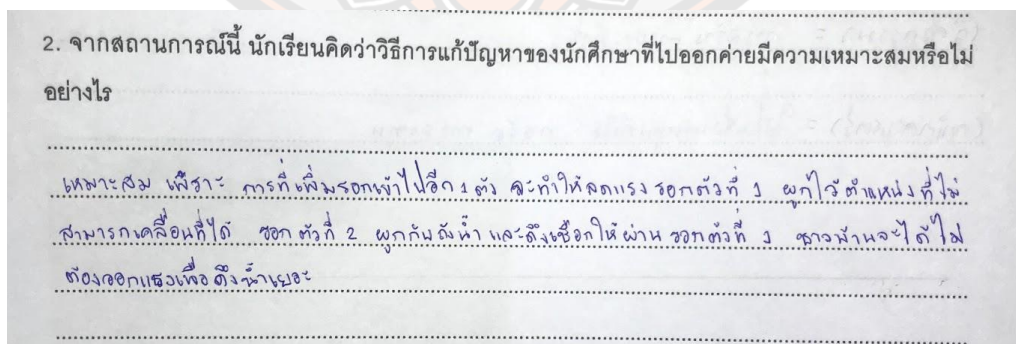 2. จากสถานการณ์นี้ นักเรียนคิดว่าวิธีการแก้ปัญหาของนักศึกษาที่ไปออกค่ายมีความเหมาะสมหรือไม่
อย่างไร
เหมาะสม เพราะ การที่เพิ่มรอกเข้าไปอีก 1 ตัว จะทำให้ลดแรง รอกตัวที่ 1 ผูกไว้ตำแหน่งที่ไม่
สามารถเคลื่อนที่ได้ รอกตัวที่ 2 ผูกกับถังน้ำ และดึงเชือกให้ผ่านรอกตัวที่ 1 ชาวบ้านจะได้ไม่
ต้องออกแรงเพื่อดึงน้ำเยอะ